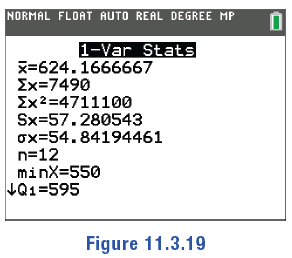 NORMAL FLOAT AUTO REAL DEGREE MP
1-Var Stats
x̄=624.1666667
Σx=7490
Σx²=4711100
Sx=57.280543
σx=54.84194461
n=12
minX=550
↓Q₁=595
Figure 11.3.19